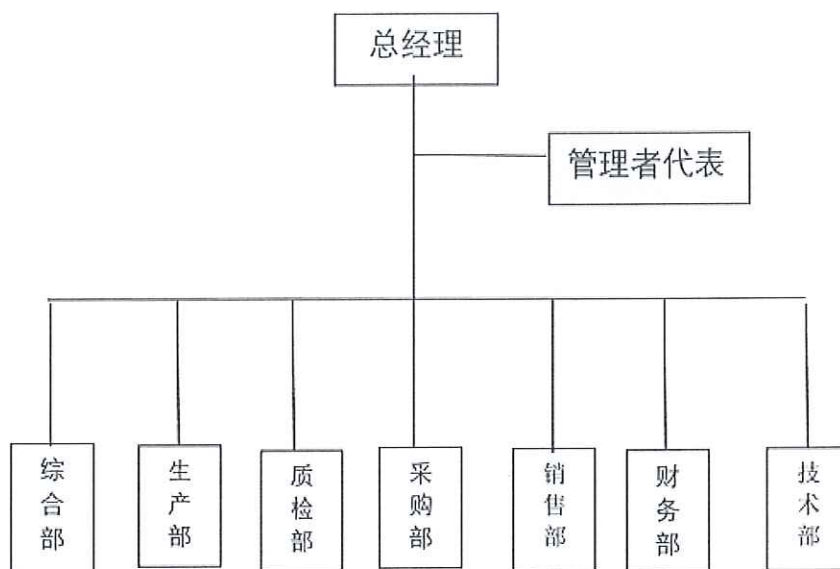 总经理
管理者代表
综合部
生产部
质检部
采购部
销售部
财务部
技术部